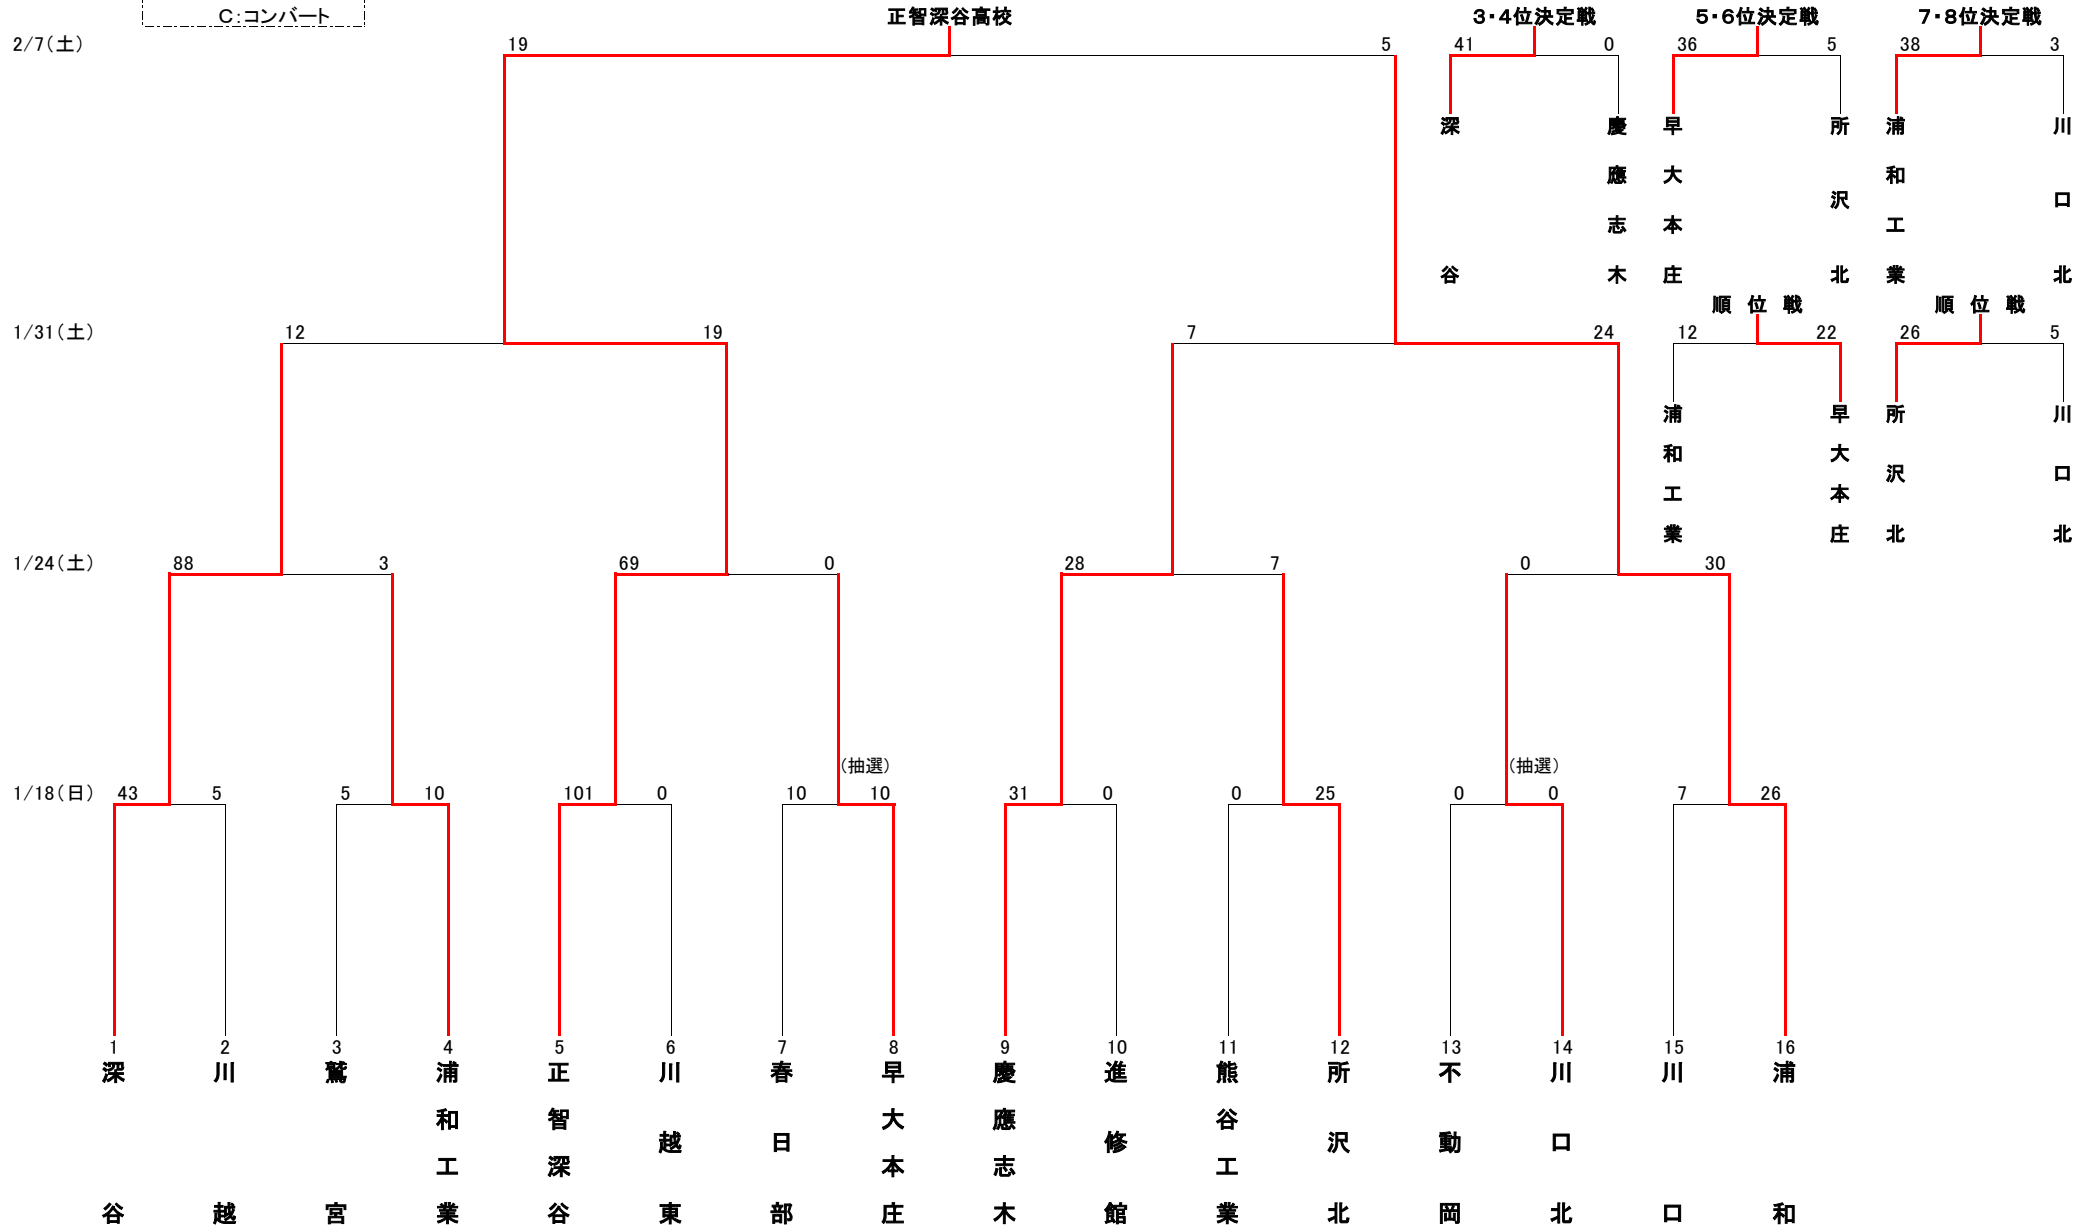 C：コンバート
正智深谷高校
3・4位決定戦
5・6位決定戦
7・8位決定戦
2/7(土) 19 5 41 0 36 5 38 3
深谷
慶應志木
早大本庄
所沢北
浦和工業
川口北
順位戦
順位戦
1/31(土) 12 19 7 24 12 22 26 5
浦和工業
早大本庄
所沢北
川口北
1/24(土) 88 3 69 0 28 7 0 30
(抽選)
(抽選)
1/18(日) 43 5 5 10 101 0 10 10 31 0 0 25 0 0 7 26
1 2 3 4 5 6 7 8 9 10 11 12 13 14 15 16
深谷
川越
鷲宮
浦和工業
正智深谷
川越東
春日部
早大本庄
慶應志木
進修館
熊谷工業
所沢北
不動岡
川口北
川口
浦和